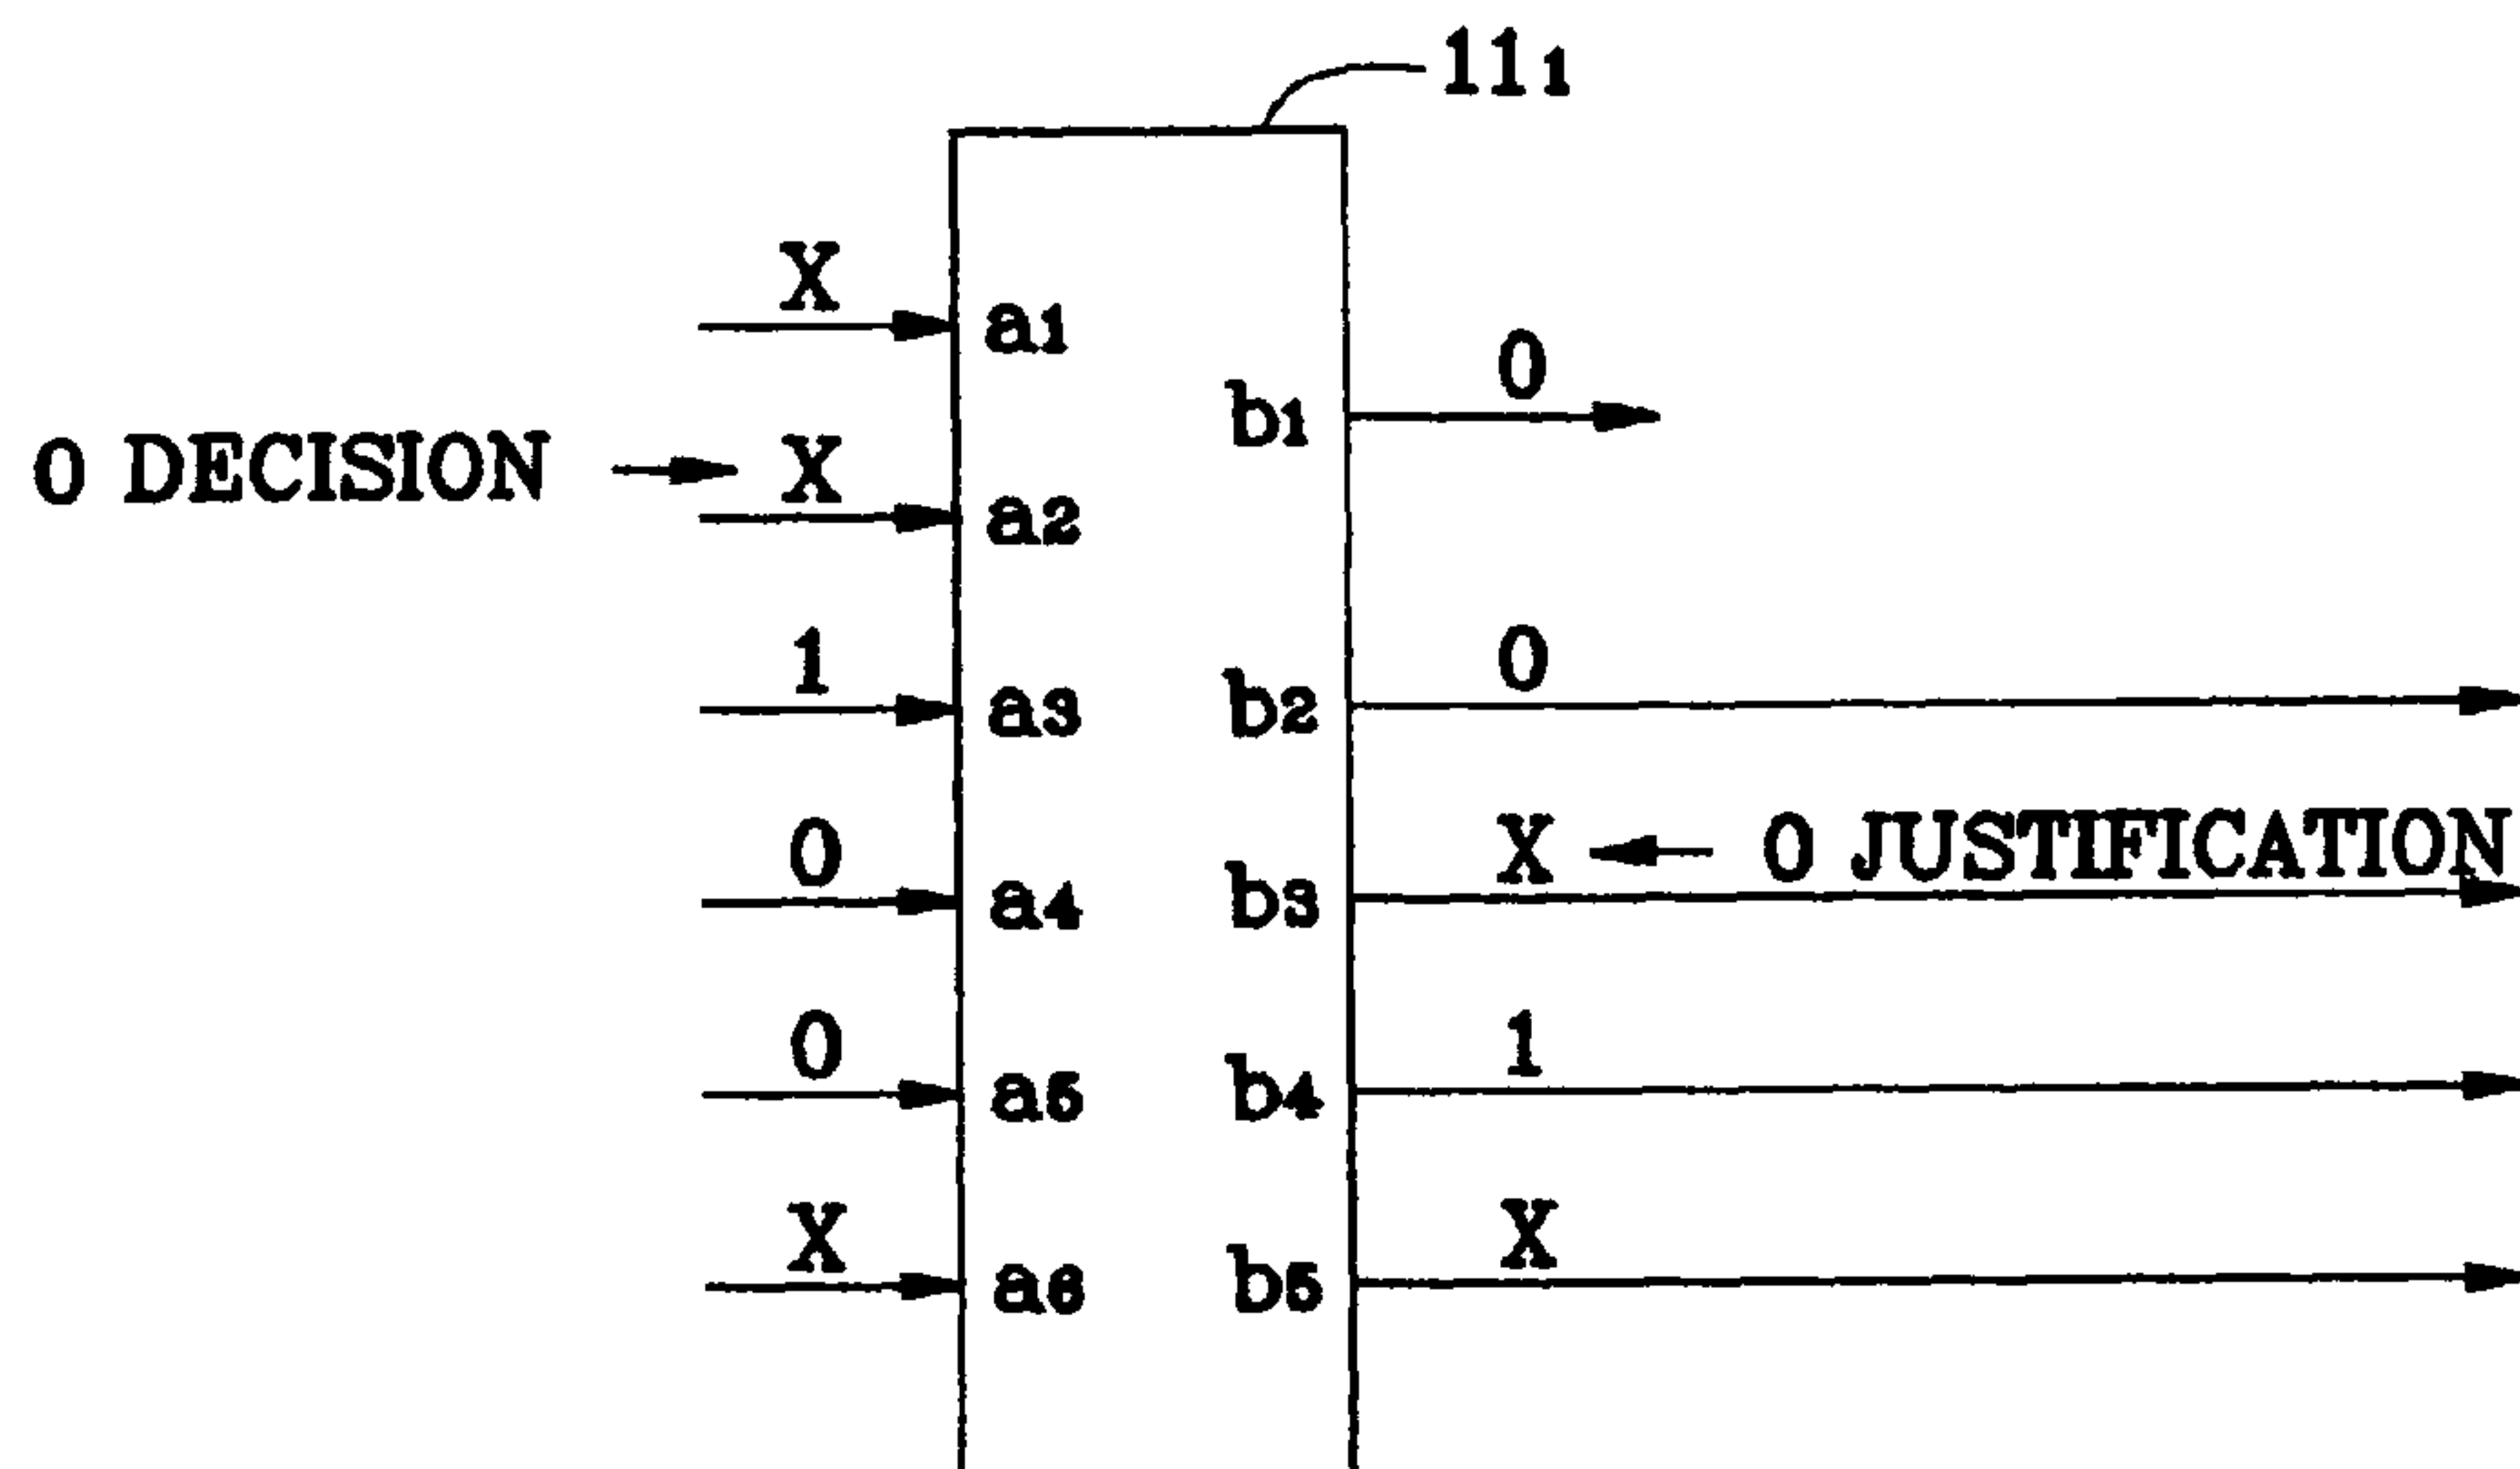 11₁
X
a1
0
b1
0 DECISION
X
a2
1
a3
0
b2
0
a4
X
0 JUSTIFICATION
b3
0
a5
1
b4
X
a6
X
b5